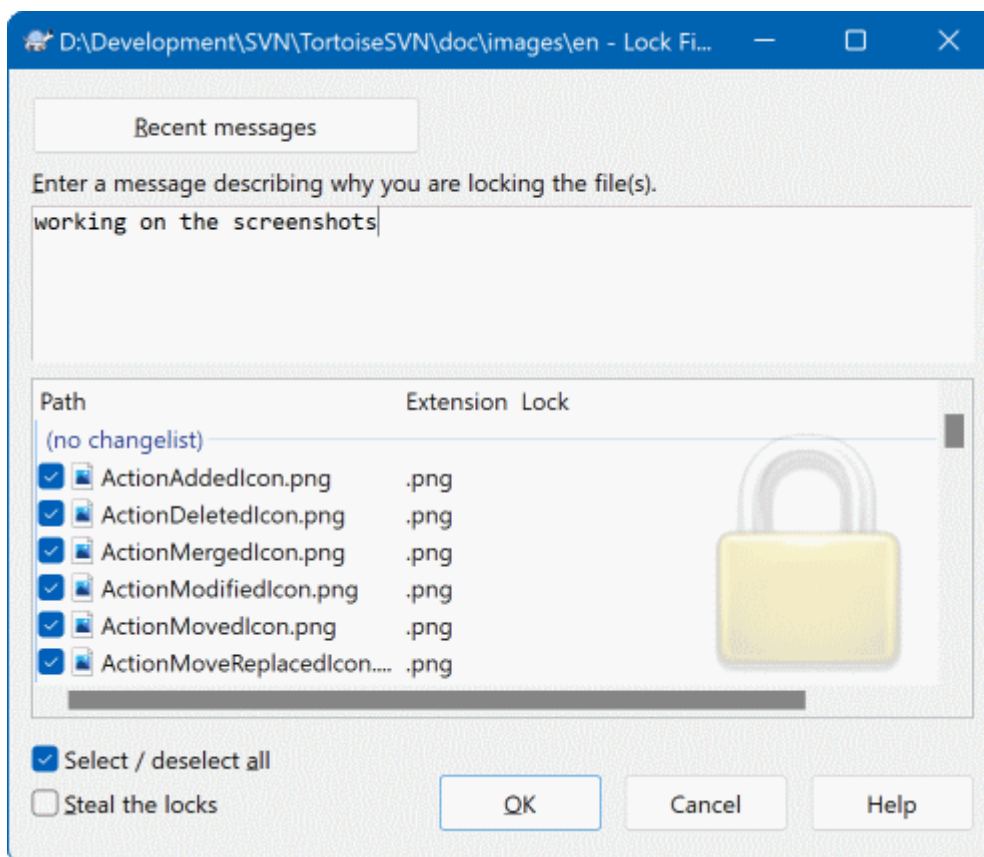 D:\Development\SVN\TortoiseSVN\doc\images\en - Lock Fi...
Recent messages
Enter a message describing why you are locking the file(s).
working on the screenshots
Path Extension Lock
(no changelist)
ActionAddedIcon.png .png
ActionDeletedIcon.png .png
ActionMergedIcon.png .png
ActionModifiedIcon.png .png
ActionMovedIcon.png .png
ActionMoveReplacedIcon.... .png
Select / deselect all
Steal the locks
OK Cancel Help